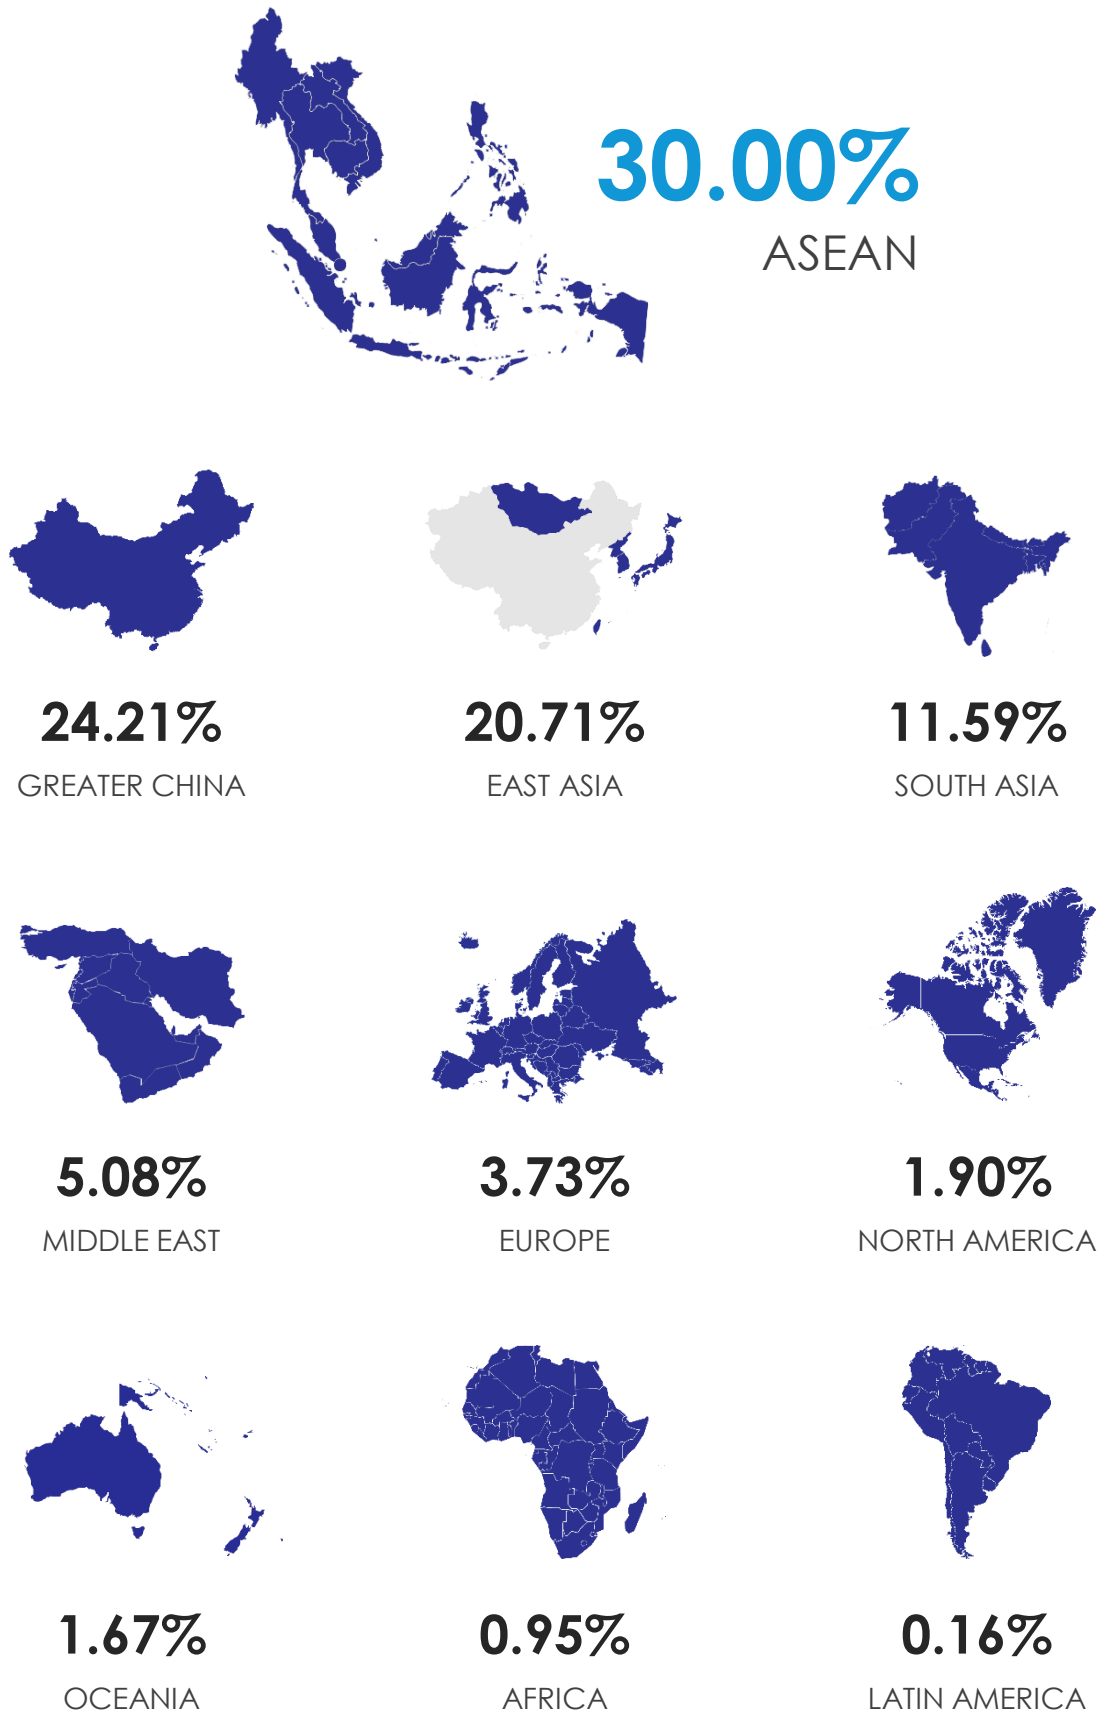 30.00%
ASEAN
24.21%
GREATER CHINA
20.71%
EAST ASIA
11.59%
SOUTH ASIA
5.08%
MIDDLE EAST
3.73%
EUROPE
1.90%
NORTH AMERICA
1.67%
OCEANIA
0.95%
AFRICA
0.16%
LATIN AMERICA